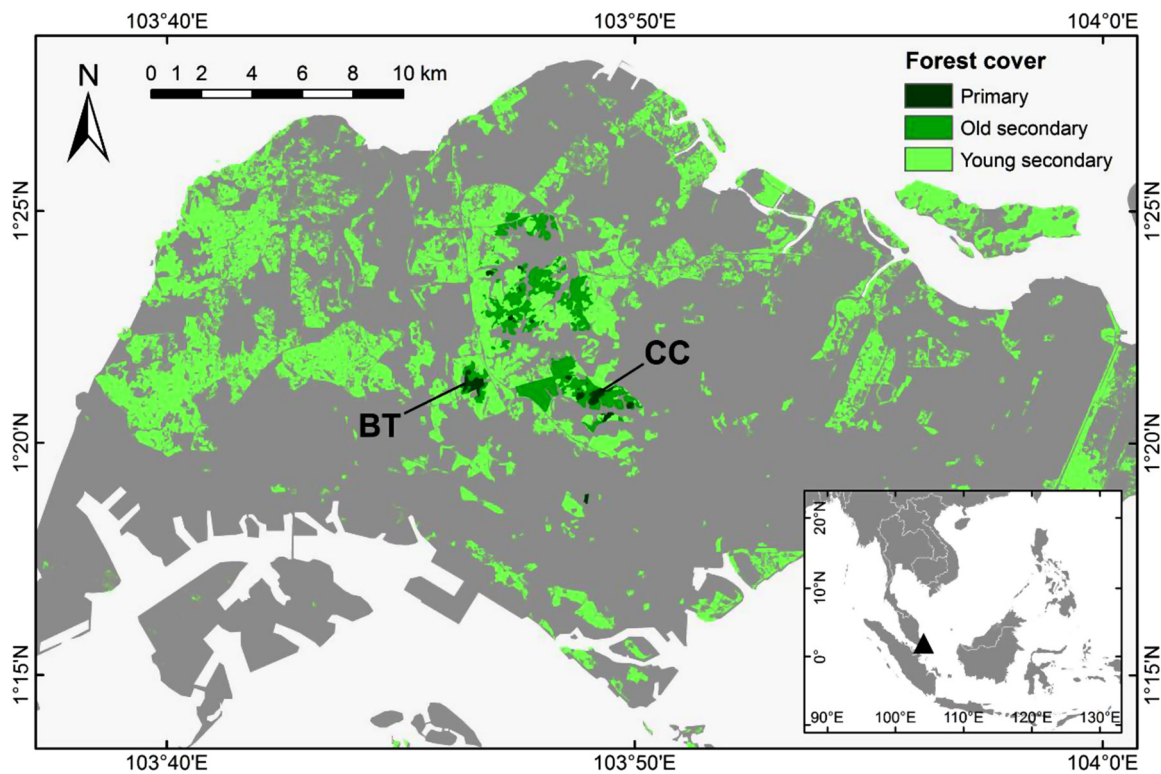 103°40'E 103°50'E 104°0'E
N
0 1 2 4 6 8 10 km
Forest cover
Primary
Old secondary
Young secondary
1°25'N 1°25'N
CC
BT
1°20'N 1°20'N
20°N
10°N
0°
90°E 100°E 110°E 120°E 130°E
1°15'N 1°15'N
103°40'E 103°50'E 104°0'E